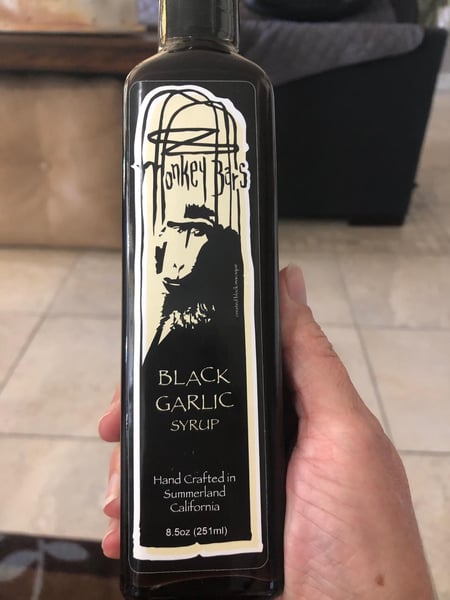 Monkey Bars
BLACK
GARLIC
SYRUP
Hand Crafted in
Summerland
California
8.5oz (251ml)